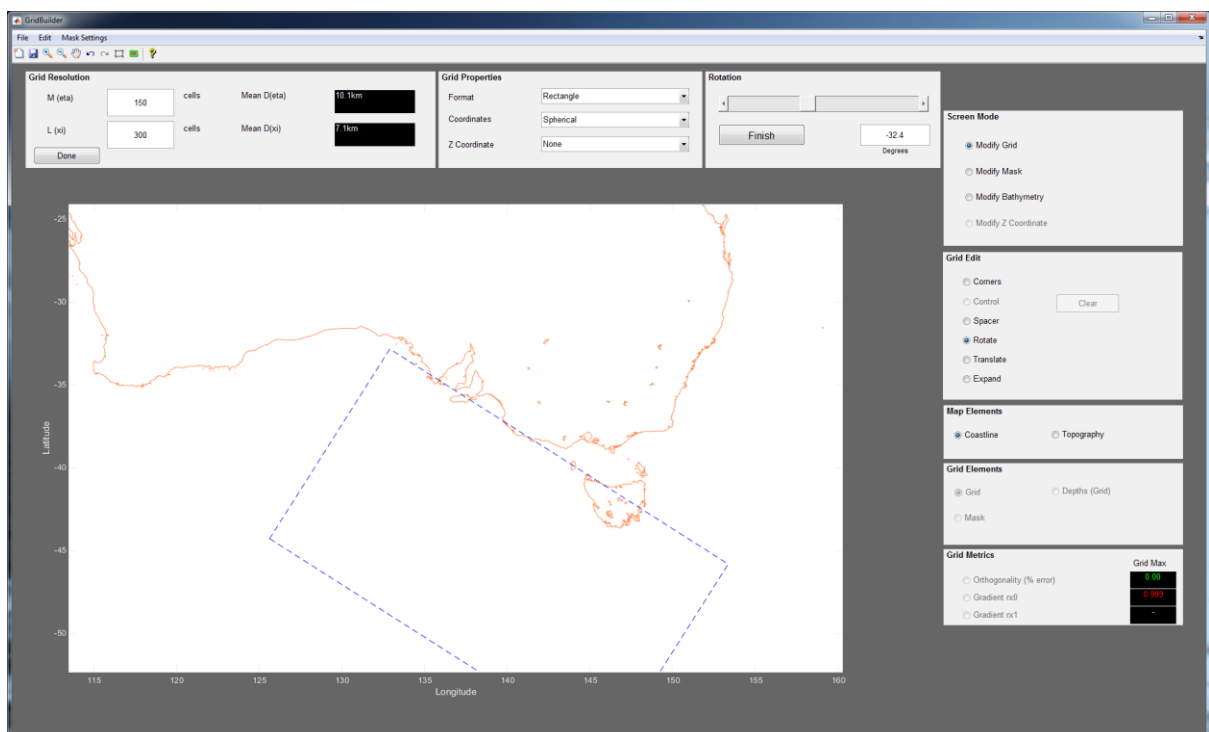 GridBuilder
File Edit Mask Settings
Grid Resolution
M (eta) 150 cells Mean D(eta) 10.1km
L (xi) 300 cells Mean D(xi) 7.1km
Done
Grid Properties
Format Rectangle
Coordinates Spherical
Z Coordinate None
Rotation
Finish -32.4
Degrees
Screen Mode
Modify Grid
Modify Mask
Modify Bathymetry
Modify Z Coordinate
Grid Edit
Corners
Control Clear
Spacer
Rotate
Translate
Expand
Map Elements
Coastline Topography
Grid Elements
Grid Depths (Grid)
Mask
Grid Metrics
Grid Max
Orthogonality (% error) 0.00
Gradient rx0 0.999
Gradient rx1 -
Latitude
-25
-30
-35
-40
-45
-50
115 120 125 130 135 140 145 150 155 160
Longitude